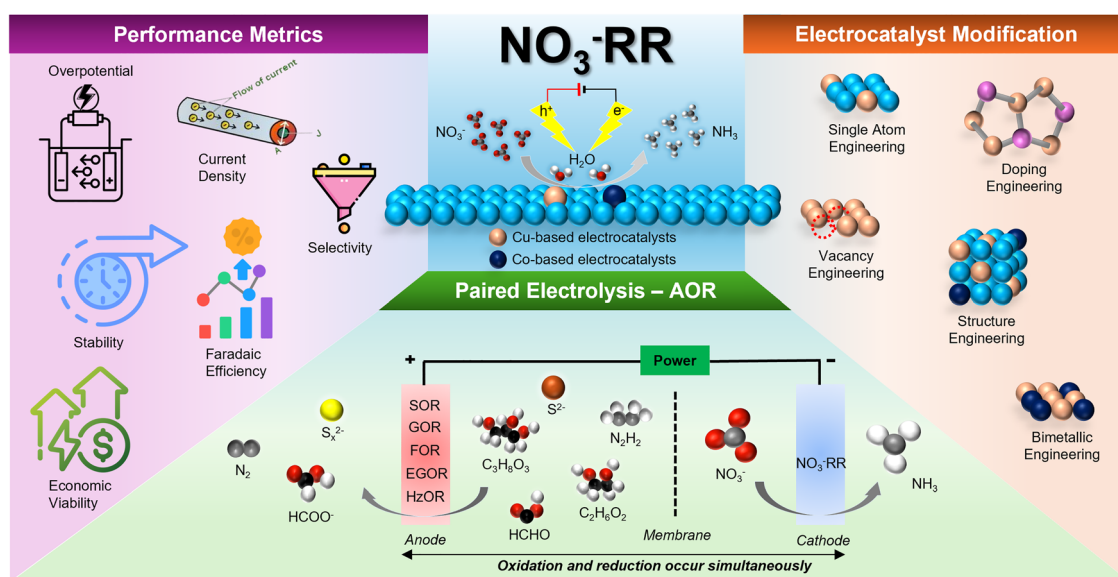 Performance Metrics
NO₃⁻RR
Electrocatalyst Modification
Overpotential
Flow of current
J
A
Current
Density
Selectivity
Stability
%
Faradaic
Efficiency
$
Economic
Viability
h⁺
e⁻
NO₃⁻
NH₃
H₂O
Cu-based electrocatalysts
Co-based electrocatalysts
Single Atom
Engineering
Doping
Engineering
Vacancy
Engineering
Structure
Engineering
Bimetallic
Engineering
Paired Electrolysis – AOR
+
Power
−
SOR
GOR
FOR
EGOR
HzOR
Anode
Sₓ²⁻
N₂
HCOO⁻
S²⁻
C₃H₈O₃
N₂H₂
C₂H₆O₂
HCHO
Membrane
NO₃⁻
NO₃⁻RR
NH₃
Cathode
Oxidation and reduction occur simultaneously